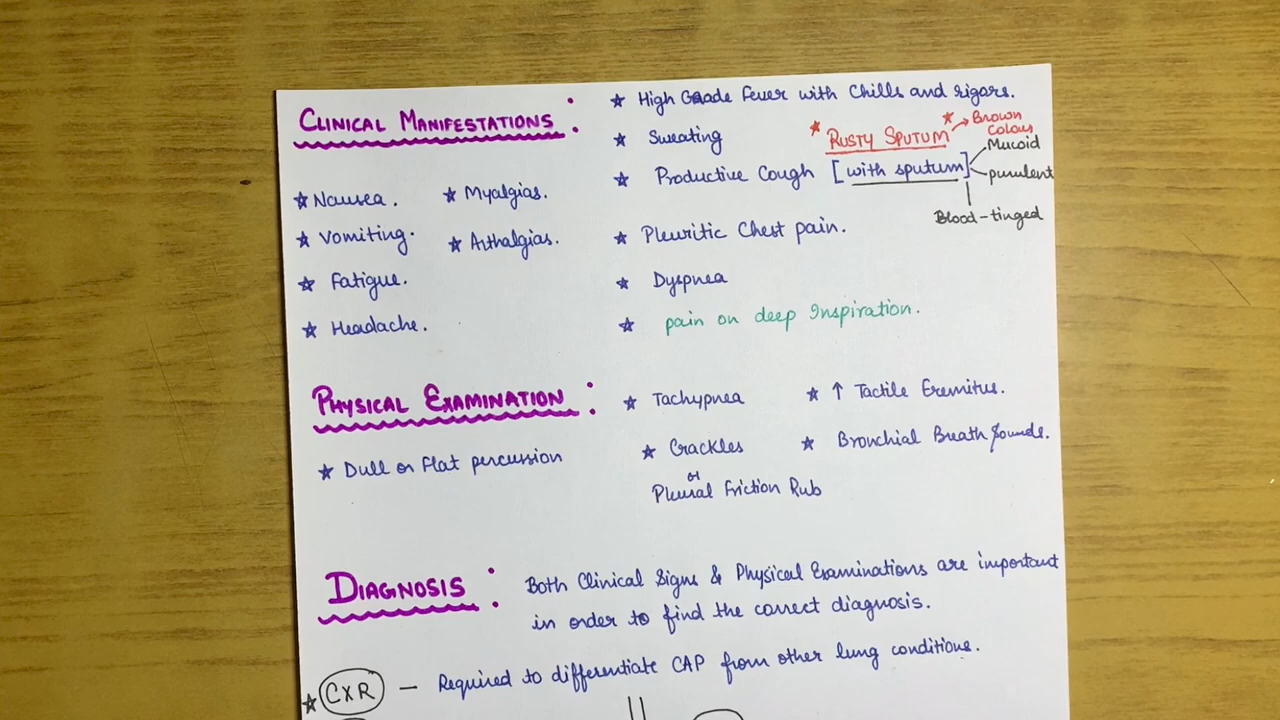 CLINICAL MANIFESTATIONS :
☆ High Grade Fever with Chills and rigors.
☆ Sweating
☆ RUSTY SPUTUM ☆ → Brown Colour
☆ Productive Cough [with sputum]
Mucoid
purulent
Blood-tinged
☆ Pleuritic Chest pain.
☆ Dyspnea
☆ pain on deep Inspiration.
☆ Nausea. ☆ Myalgias.
☆ Vomiting. ☆ Arthalgias.
☆ Fatigue.
☆ Headache.
PHYSICAL EXAMINATION :
☆ Tachypnea ☆ ↑ Tactile Fremitus.
☆ Crackles ☆ Bronchial Breath Sounds.
or
Plural Friction Rub
☆ Dull or Flat percussion
DIAGNOSIS : Both Clinical Signs & Physical Examinations are important
in order to find the correct diagnosis.
☆ CXR — Required to differentiate CAP from other lung conditions.